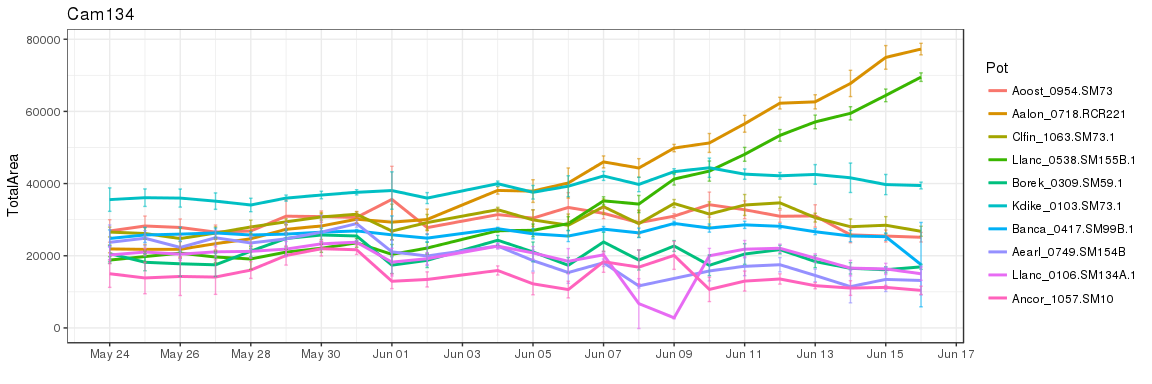 Cam134
TotalArea
80000
60000
40000
20000
0
May 24
May 26
May 28
May 30
Jun 01
Jun 03
Jun 05
Jun 07
Jun 09
Jun 11
Jun 13
Jun 15
Jun 17
Pot
Aoost_0954.SM73
Aalon_0718.RCR221
Clfin_1063.SM73.1
Llanc_0538.SM155B.1
Borek_0309.SM59.1
Kdike_0103.SM73.1
Banca_0417.SM99B.1
Aearl_0749.SM154B
Llanc_0106.SM134A.1
Ancor_1057.SM10